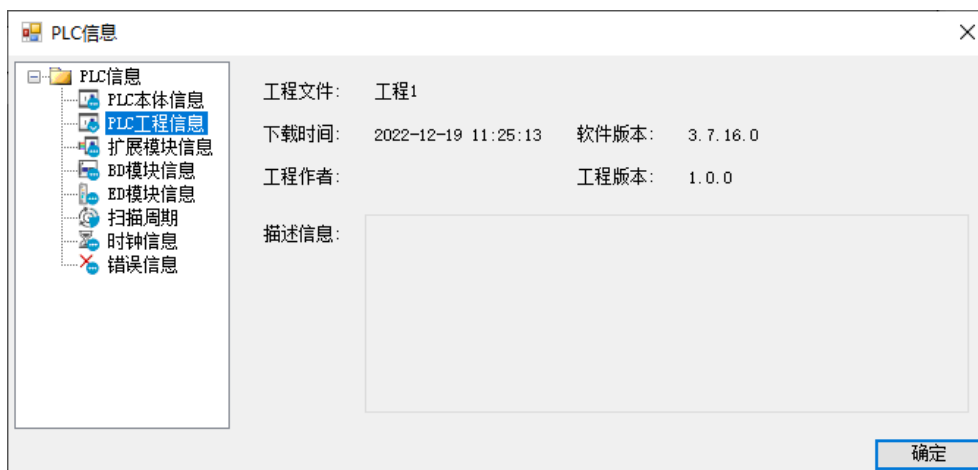 PLC信息
PLC信息
PLC本体信息
PLC工程信息
扩展模块信息
BD模块信息
ED模块信息
扫描周期
时钟信息
错误信息
工程文件: 工程1
下载时间: 2022-12-19 11:25:13 软件版本: 3.7.16.0
工程作者: 工程版本: 1.0.0
描述信息:
确定